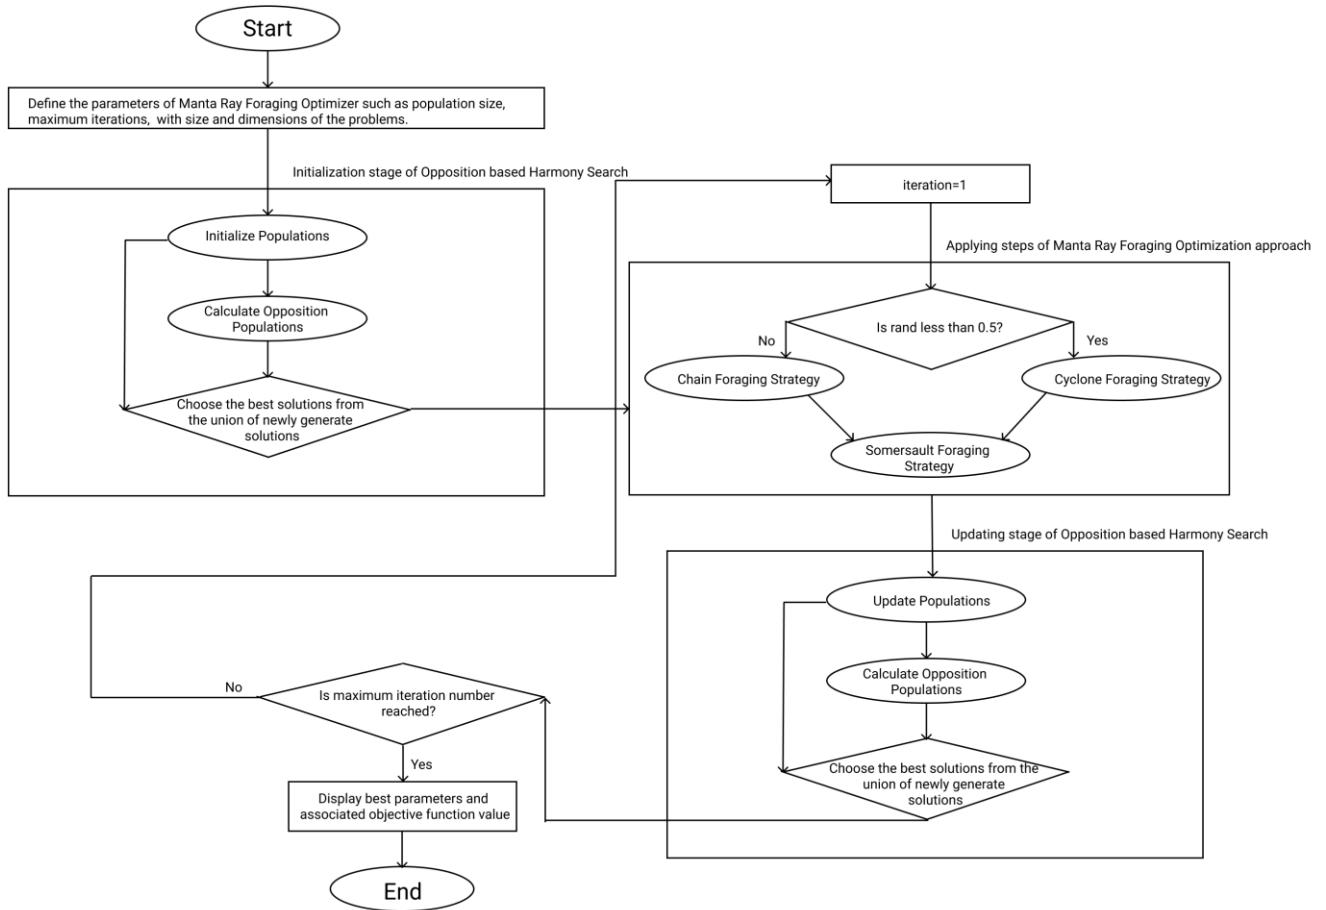 Start
Define the parameters of Manta Ray Foraging Optimizer such as population size,
maximum iterations, with size and dimensions of the problems.
Initialization stage of Opposition based Harmony Search
Initialize Populations
Calculate Opposition
Populations
Choose the best solutions from
the union of newly generate
solutions
iteration=1
Applying steps of Manta Ray Foraging Optimization approach
Is rand less than 0.5?
No
Yes
Chain Foraging Strategy
Cyclone Foraging Strategy
Somersault Foraging
Strategy
Updating stage of Opposition based Harmony Search
Update Populations
Calculate Opposition
Populations
Choose the best solutions from the
union of newly generate
solutions
Is maximum iteration number
reached?
No
Yes
Display best parameters and
associated objective function value
End